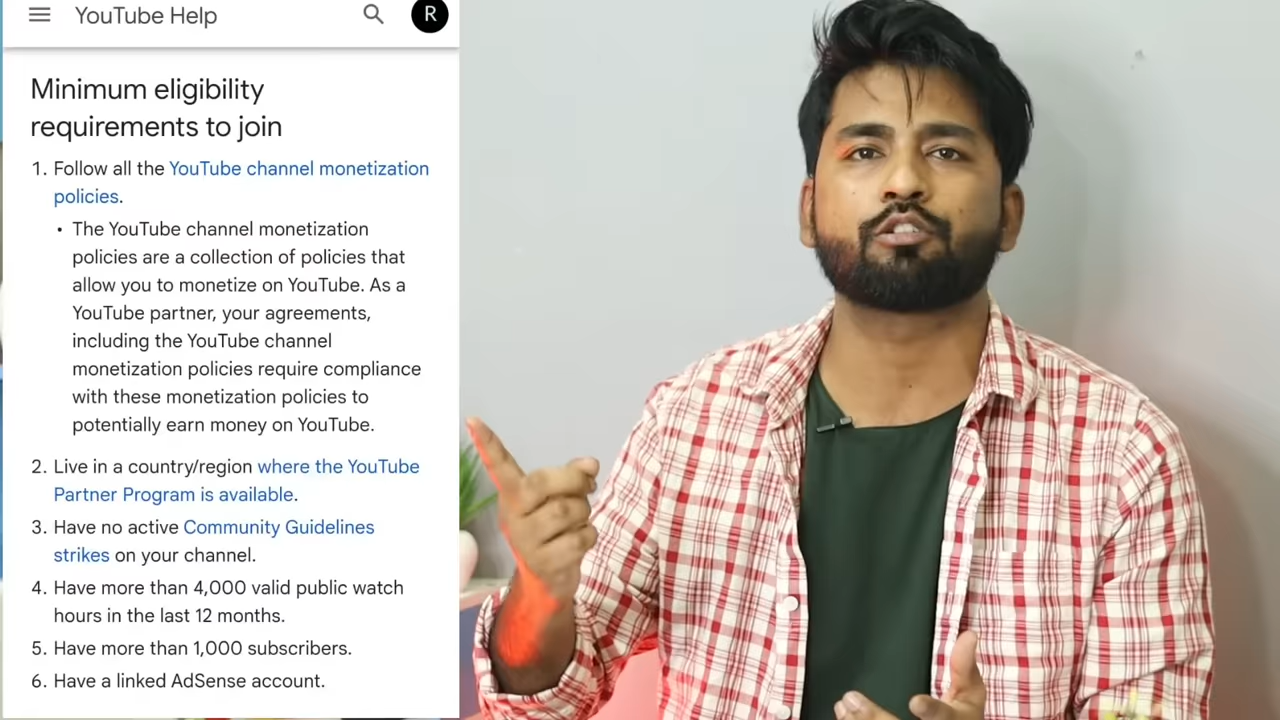 YouTube Help
R
Minimum eligibility
requirements to join
1. Follow all the YouTube channel monetization
policies.
• The YouTube channel monetization
policies are a collection of policies that
allow you to monetize on YouTube. As a
YouTube partner, your agreements,
including the YouTube channel
monetization policies require compliance
with these monetization policies to
potentially earn money on YouTube.
2. Live in a country/region where the YouTube
Partner Program is available.
3. Have no active Community Guidelines
strikes on your channel.
4. Have more than 4,000 valid public watch
hours in the last 12 months.
5. Have more than 1,000 subscribers.
6. Have a linked AdSense account.